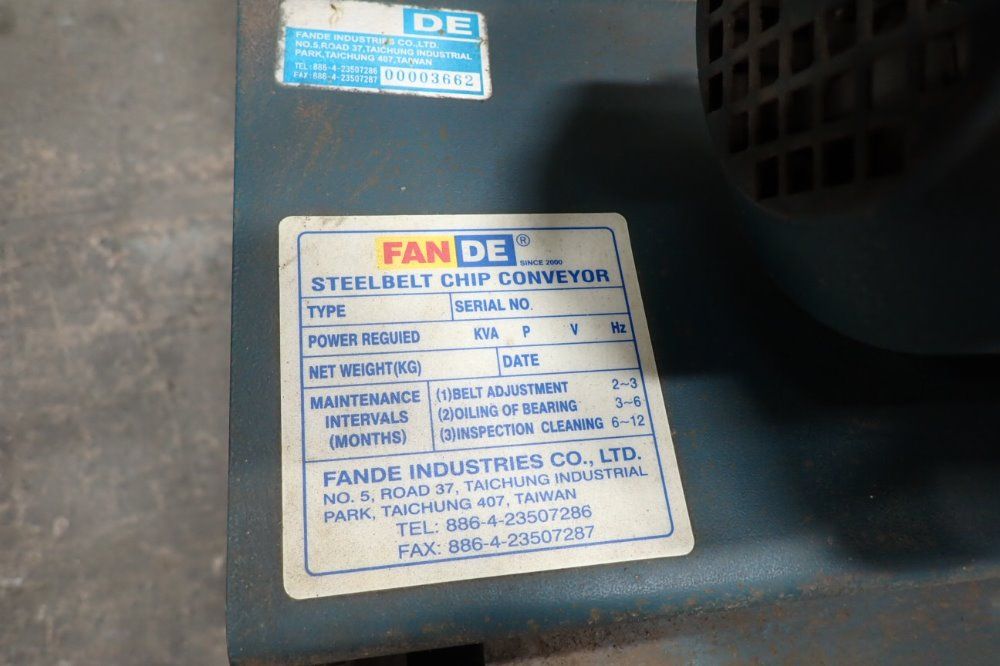 DE
FANDE INDUSTRIES CO.,LTD.
NO.5,ROAD 37,TAICHUNG INDUSTRIAL
PARK,TAICHUNG 407,TAIWAN
TEL:886-4-23507286
FAX:886-4-23507287 00003662
FANDE®
SINCE 2000
STEELBELT CHIP CONVEYOR
TYPE SERIAL NO.
POWER REGUIED KVA P V Hz
NET WEIGHT(KG) DATE
MAINTENANCE INTERVALS (MONTHS)
(1)BELT ADJUSTMENT 2~3
(2)OILING OF BEARING 3~6
(3)INSPECTION CLEANING 6~12
FANDE INDUSTRIES CO., LTD.
NO. 5, ROAD 37, TAICHUNG INDUSTRIAL
PARK, TAICHUNG 407, TAIWAN
TEL: 886-4-23507286
FAX: 886-4-23507287